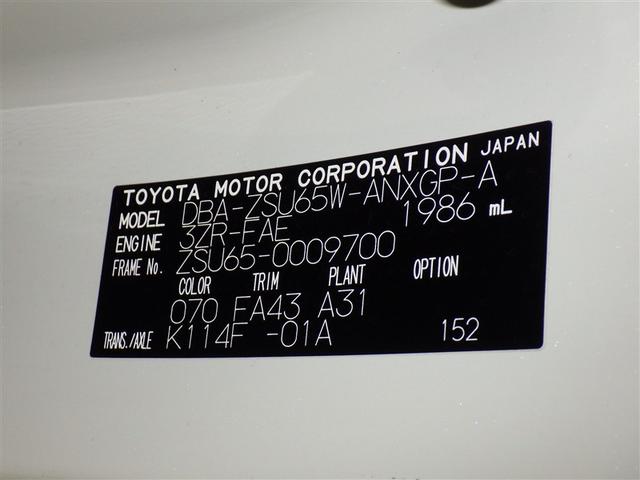 TOYOTA MOTOR CORPORATION JAPAN
MODEL DBA-ZSU65W-ANXGP-A
ENGINE 3ZR-FAE 1986 mL
FRAME No. ZSU65-0009700
COLOR TRIM PLANT OPTION
070 FA43 A31
TRANS./AXLE K114F -01A 152